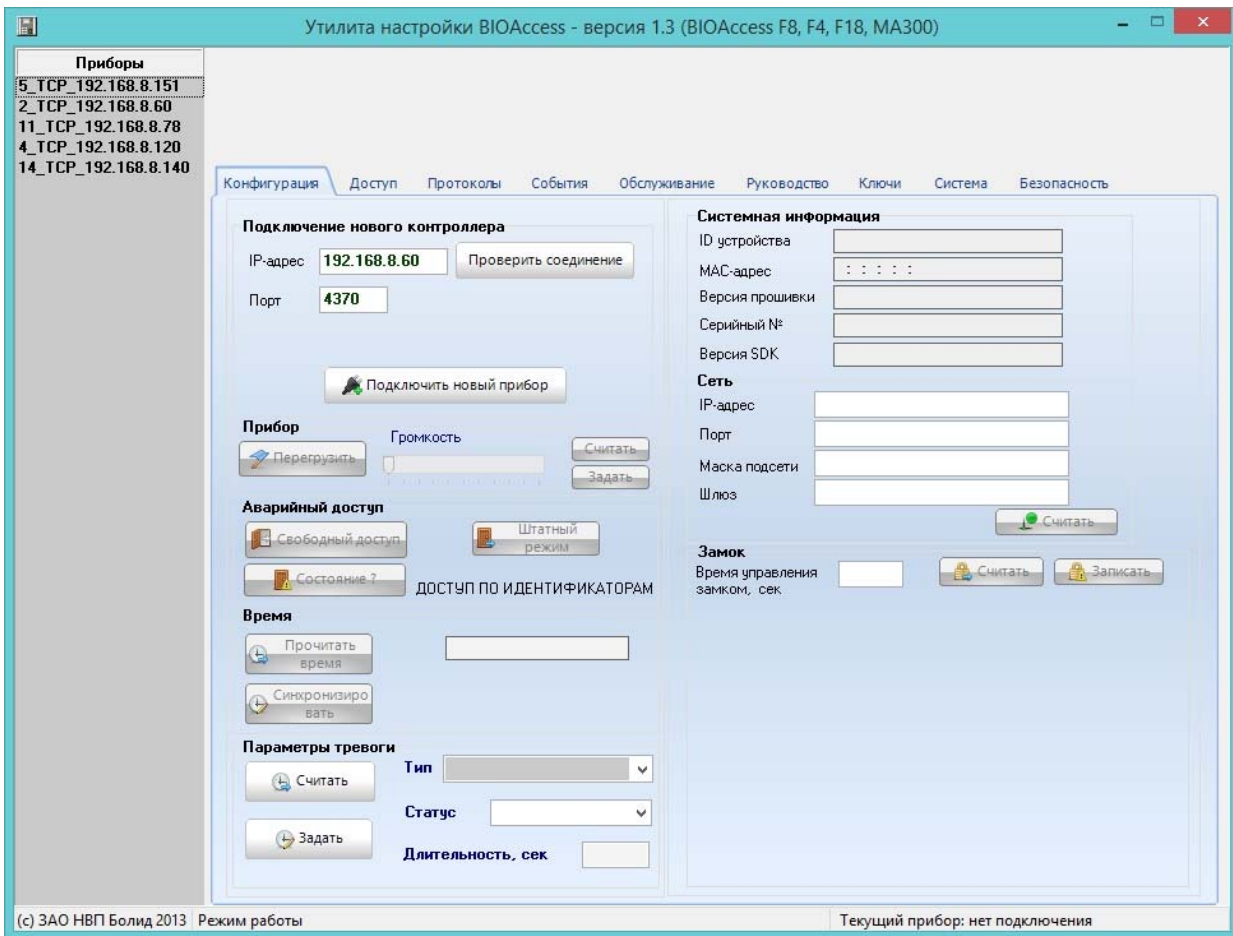 Утилита настройки BIOAccess - версия 1.3 (BIOAccess F8, F4, F18, MA300)
Приборы
5_TCP_192.168.8.151
2_TCP_192.168.8.60
11_TCP_192.168.8.78
4_TCP_192.168.8.120
14_TCP_192.168.8.140
Конфигурация Доступ Протоколы События Обслуживание Руководство Ключи Система Безопасность
Подключение нового контроллера
IP-адрес 192.168.8.60 Проверить соединение
Порт 4370
Подключить новый прибор
Прибор
Перегрузить
Громкость
Считать
Задать
Аварийный доступ
Свободный доступ
Штатный
режим
Состояние ?
ДОСТУП ПО ИДЕНТИФИКАТОРАМ
Время
Прочитать
время
Синхронизиро
вать
Параметры тревоги
Считать
Тип
Статус
Задать
Длительность, сек
Системная информация
ID устройства
MAC-адрес : : : : :
Версия прошивки
Серийный №
Версия SDK
Сеть
IP-адрес
Порт
Маска подсети
Шлюз
Считать
Замок
Время управления
замком, сек
Считать Записать
(c) ЗАО НВП Болид 2013 Режим работы Текущий прибор: нет подключения